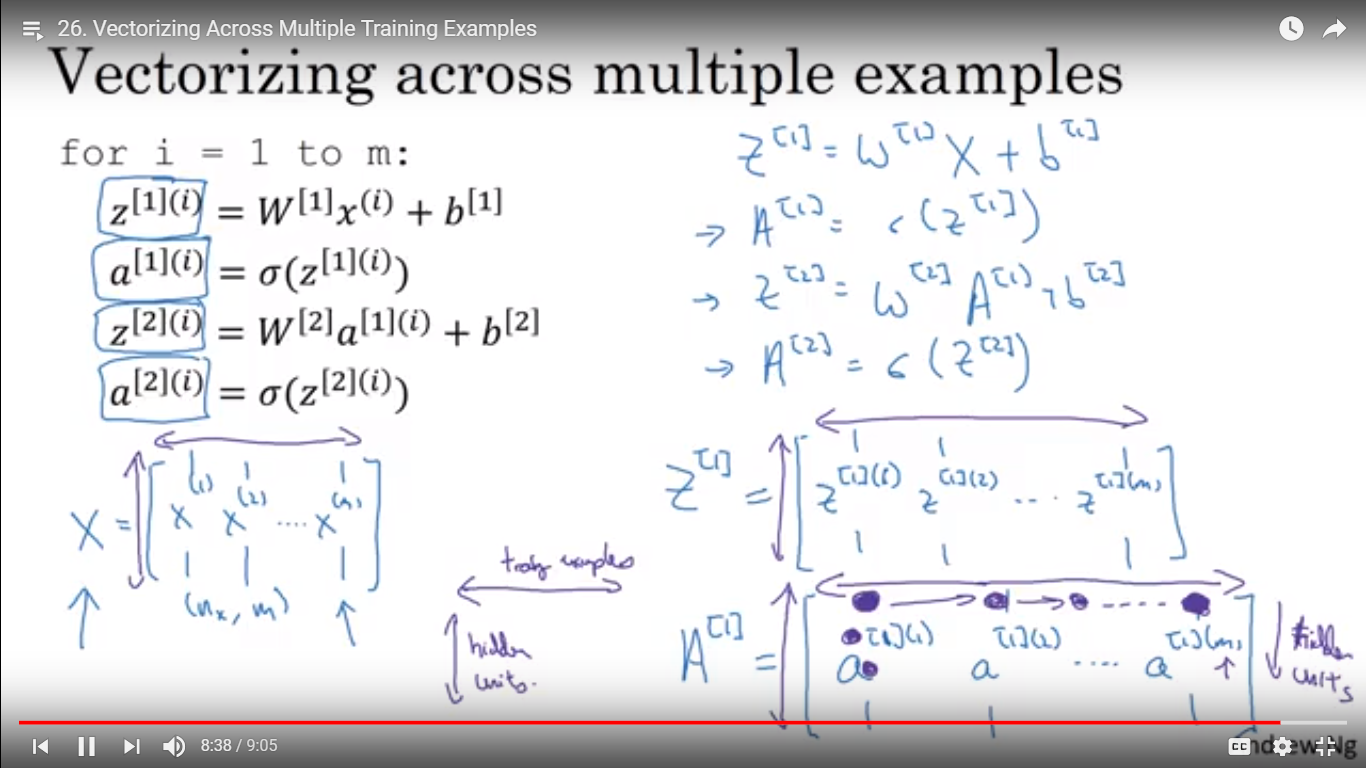 26. Vectorizing Across Multiple Training Examples
Vectorizing across multiple examples
for i = 1 to m:
z^[1](i) = W^[1]x^(i) + b^[1]
a^[1](i) = σ(z^[1](i))
z^[2](i) = W^[2]a^[1](i) + b^[2]
a^[2](i) = σ(z^[2](i))
Z^[1] = W^[1] X + b^[1]
→ A^[1] = σ(Z^[1])
→ Z^[2] = W^[2] A^[1] + b^[2]
→ A^[2] = σ(Z^[2])
X = [x^(1) x^(2) .... x^(m)]
(n_x, m)
training examples
hidden
units.
Z^[1] = [z^[1](1) z^[1](2) ... z^[1](m)]
A^[1] = [a^[1](1) a^[1](2) .... a^[1](m)]
hidden
units
8:38 / 9:05
CC
Andrew Ng